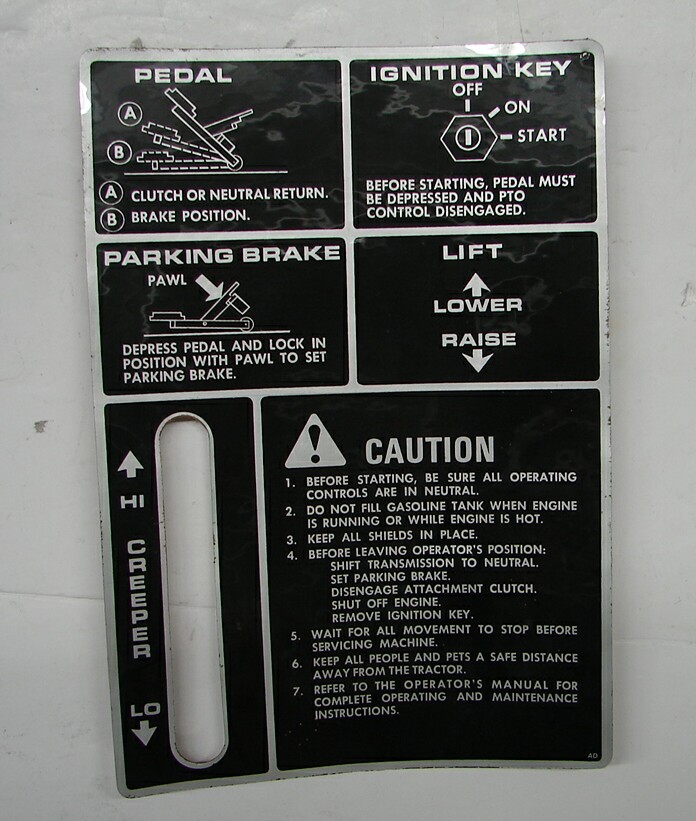 PEDAL
A
B
A CLUTCH OR NEUTRAL RETURN.
B BRAKE POSITION.
IGNITION KEY
OFF
ON
START
BEFORE STARTING, PEDAL MUST
BE DEPRESSED AND PTO
CONTROL DISENGAGED.
PARKING BRAKE
PAWL
DEPRESS PEDAL AND LOCK IN
POSITION WITH PAWL TO SET
PARKING BRAKE.
LIFT
LOWER
RAISE
HI
CREEPER
LO
CAUTION
1. BEFORE STARTING, BE SURE ALL OPERATING
CONTROLS ARE IN NEUTRAL.
2. DO NOT FILL GASOLINE TANK WHEN ENGINE
IS RUNNING OR WHILE ENGINE IS HOT.
3. KEEP ALL SHIELDS IN PLACE.
4. BEFORE LEAVING OPERATOR'S POSITION:
SHIFT TRANSMISSION TO NEUTRAL.
SET PARKING BRAKE.
DISENGAGE ATTACHMENT CLUTCH.
SHUT OFF ENGINE.
REMOVE IGNITION KEY.
5. WAIT FOR ALL MOVEMENT TO STOP BEFORE
SERVICING MACHINE.
6. KEEP ALL PEOPLE AND PETS A SAFE DISTANCE
AWAY FROM THE TRACTOR.
7. REFER TO THE OPERATOR'S MANUAL FOR
COMPLETE OPERATING AND MAINTENANCE
INSTRUCTIONS.
AD